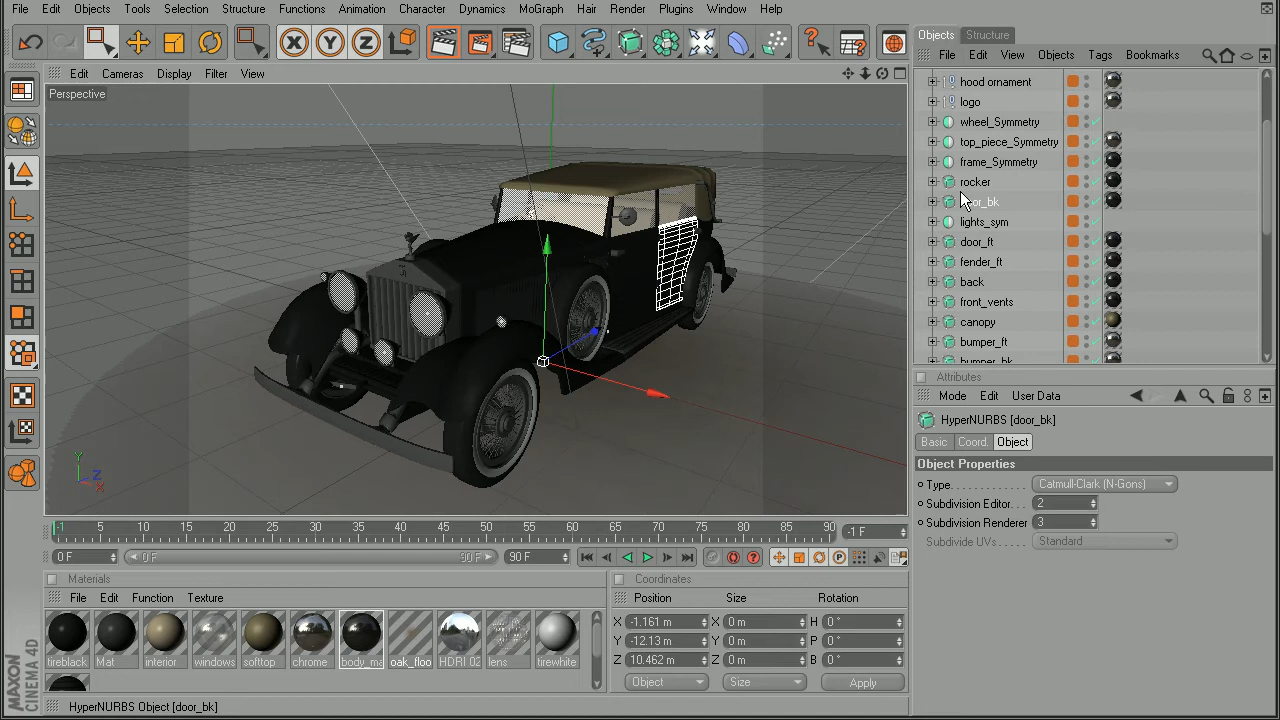 File Edit Objects Tools Selection Structure Functions Animation Character Dynamics MoGraph Hair Render Plugins Window Help
Objects Structure
File Edit View Objects Tags Bookmarks
Edit Cameras Display Filter View
Perspective
hood ornament
logo
wheel_Symmetry
top_piece_Symmetry
frame_Symmetry
rocker
lights_sym
door_ft
fender_ft
back
front_vents
canopy
bumper_ft
bumper_bk
Attributes
Mode Edit User Data
HyperNURBS [door_bk]
Basic Coord. Object
Object Properties
Type Catmull-Clark (N-Gons)
Subdivision Editor 2
Subdivision Renderer 3
Subdivide UVs Standard
Y
Z
X
-1 5 10 15 20 25 30 35 40 45 50 55 60 65 70 75 80 85 90 -1 F
0 F 0 F 90 F 90 F
Materials
File Edit Function Texture
tireblack Mat interior windows softtop chrome body_ma oak_floo HDRI 02 lens tirewhite
Coordinates
Position Size Rotation
X -1.161 m X 0 m H 0 °
Y -12.13 m Y 0 m P 0 °
Z 10.462 m Z 0 m B 0 °
Object Size Apply
MAXON
CINEMA 4D
HyperNURBS Object [door_bk]